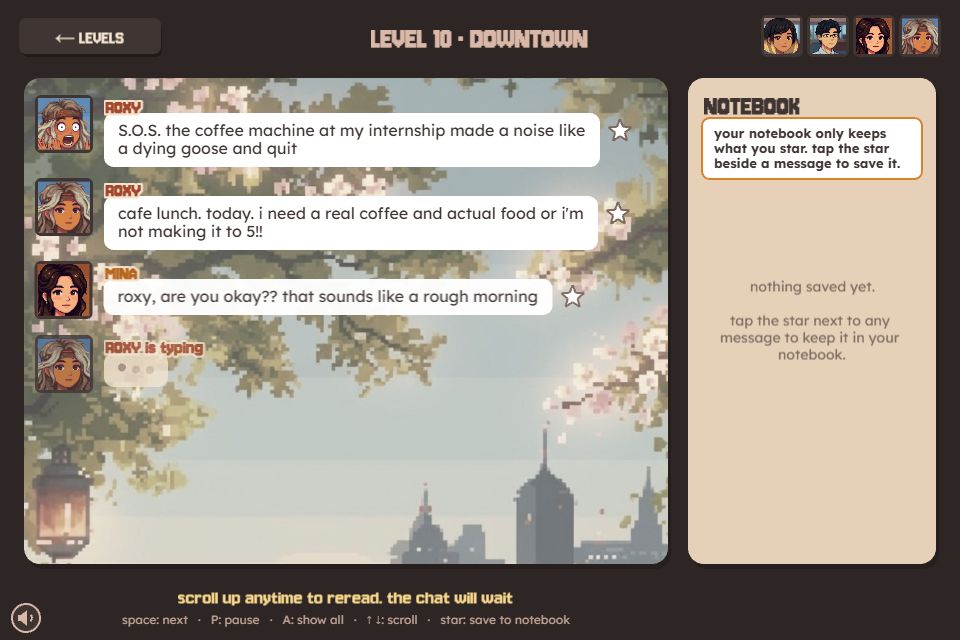 ← LEVELS
LEVEL 10 · DOWNTOWN
ROXY
S.O.S. the coffee machine at my internship made a noise like
a dying goose and quit
ROXY
cafe lunch. today. i need a real coffee and actual food or i'm
not making it to 5!!
MINA
roxy, are you okay?? that sounds like a rough morning
ROXY is typing
NOTEBOOK
your notebook only keeps
what you star. tap the star
beside a message to save it.
nothing saved yet.
tap the star next to any
message to keep it in your
notebook.
scroll up anytime to reread. the chat will wait
space: next · P: pause · A: show all · ↑↓: scroll · star: save to notebook